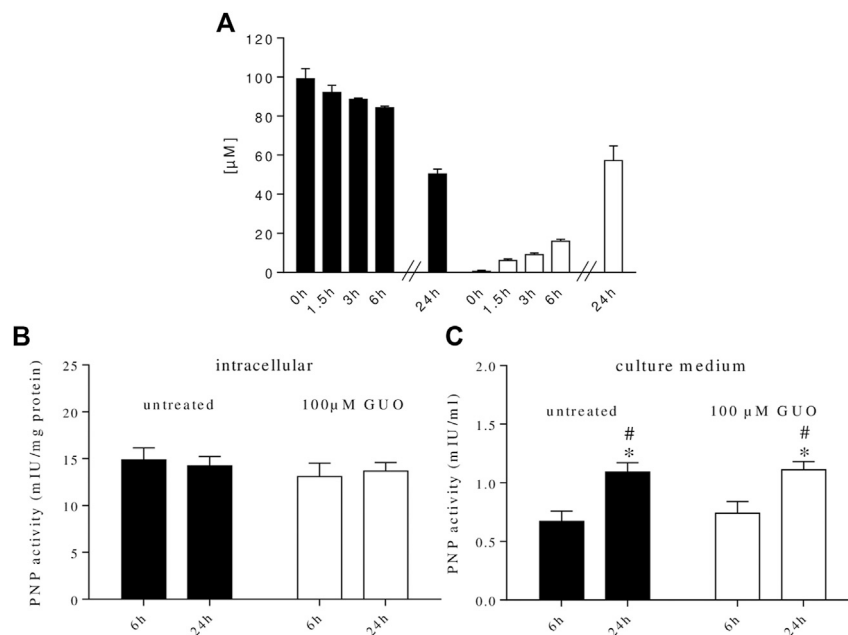 A
120
100
80
60
40
20
0
[µM]
0h
1.5h
3h
6h
24h
0h
1.5h
3h
6h
24h
B
intracellular
untreated
100µM GUO
25
20
15
10
5
0
PNP activity (mIU/mg protein)
6h
24h
6h
24h
C
culture medium
untreated
100 µM GUO
2.0
1.5
1.0
0.5
0.0
PNP activity (mIU/ml)
#
*
#
*
6h
24h
6h
24h